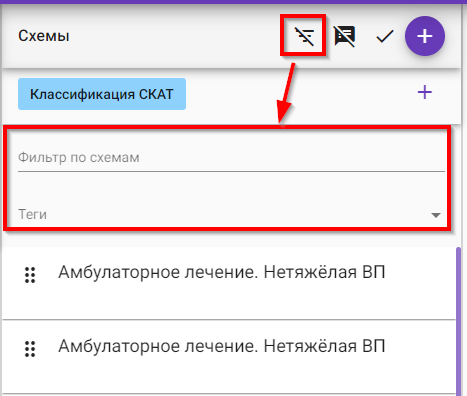 Схемы
Классификация СКАТ
Фильтр по схемам
Теги
Амбулаторное лечение. Нетяжёлая ВП
Амбулаторное лечение. Нетяжёлая ВП